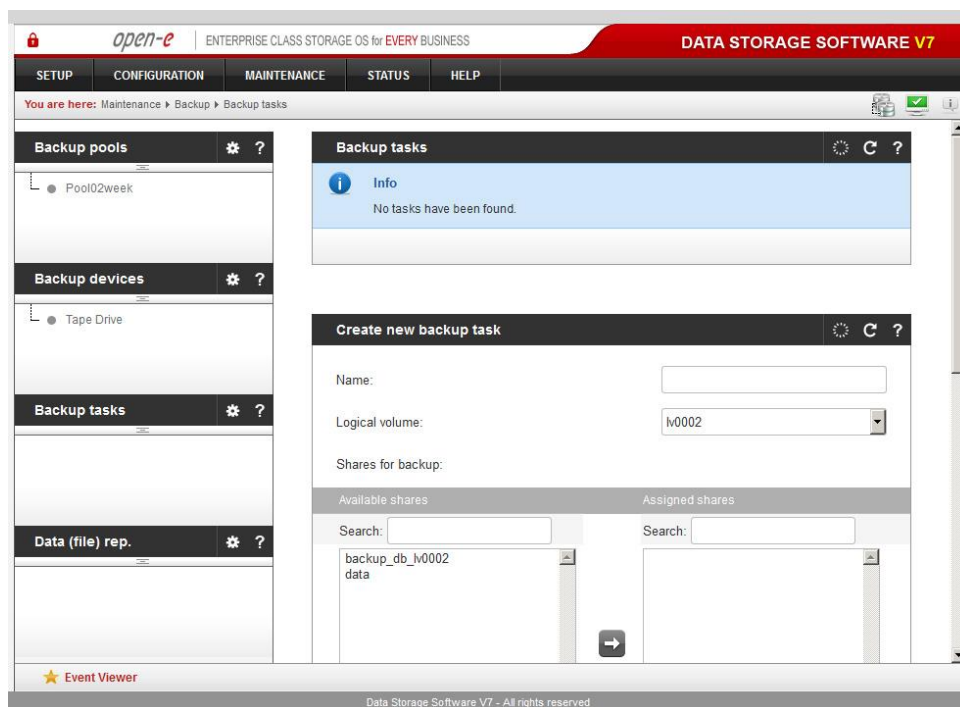 open-e ENTERPRISE CLASS STORAGE OS for EVERY BUSINESS DATA STORAGE SOFTWARE V7
SETUP CONFIGURATION MAINTENANCE STATUS HELP
You are here: Maintenance Backup Backup tasks
Backup pools ?
Pool02week
Backup devices ?
Tape Drive
Backup tasks ?
Data (file) rep. ?
Backup tasks ?
i Info
No tasks have been found.
Create new backup task ?
Name:
Logical volume: lv0002
Shares for backup:
Available shares Assigned shares
Search: Search:
backup_db_lv0002
data
Event Viewer
Data Storage Software V7 - All rights reserved